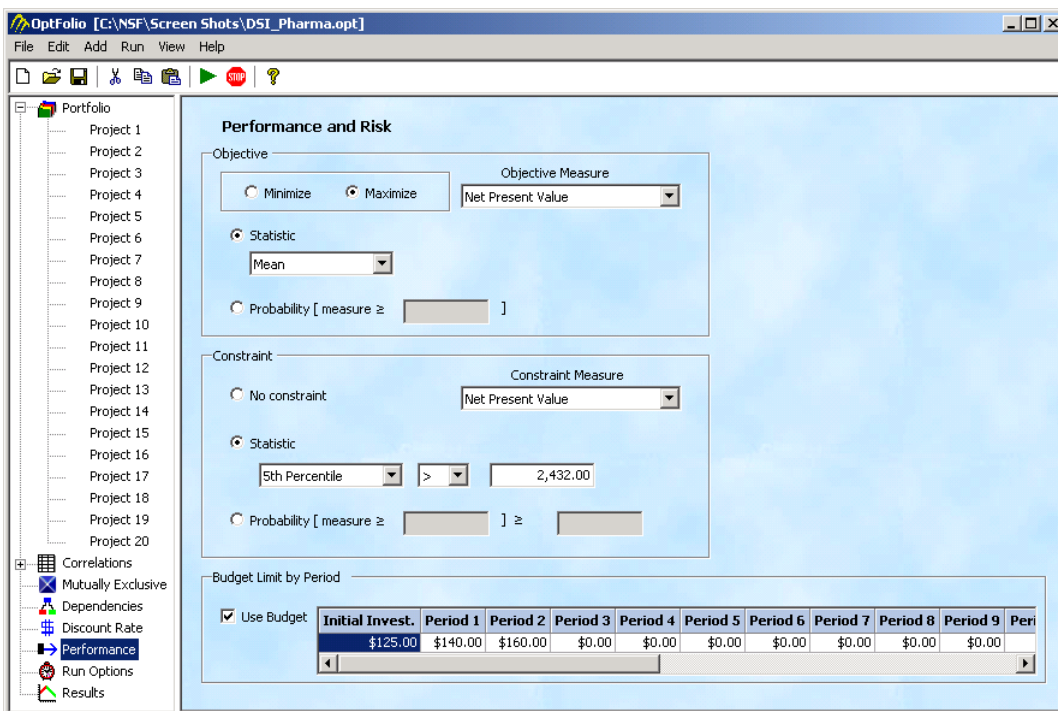 OptFolio [C:\NSF\Screen Shots\DSI_Pharma.opt]
File Edit Add Run View Help
STOP
Portfolio
Project 1
Project 2
Project 3
Project 4
Project 5
Project 6
Project 7
Project 8
Project 9
Project 10
Project 11
Project 12
Project 13
Project 14
Project 15
Project 16
Project 17
Project 18
Project 19
Project 20
Correlations
Mutually Exclusive
Dependencies
Discount Rate
Performance
Run Options
Results
Performance and Risk
Objective
Objective Measure
Minimize Maximize Net Present Value
Statistic
Mean
Probability [ measure ≥ ]
Constraint
Constraint Measure
No constraint Net Present Value
Statistic
5th Percentile > 2,432.00
Probability [ measure ≥ ] ≥
Budget Limit by Period
Use Budget Initial Invest. Period 1 Period 2 Period 3 Period 4 Period 5 Period 6 Period 7 Period 8 Period 9 Peri
$125.00 $140.00 $160.00 $0.00 $0.00 $0.00 $0.00 $0.00 $0.00 $0.00